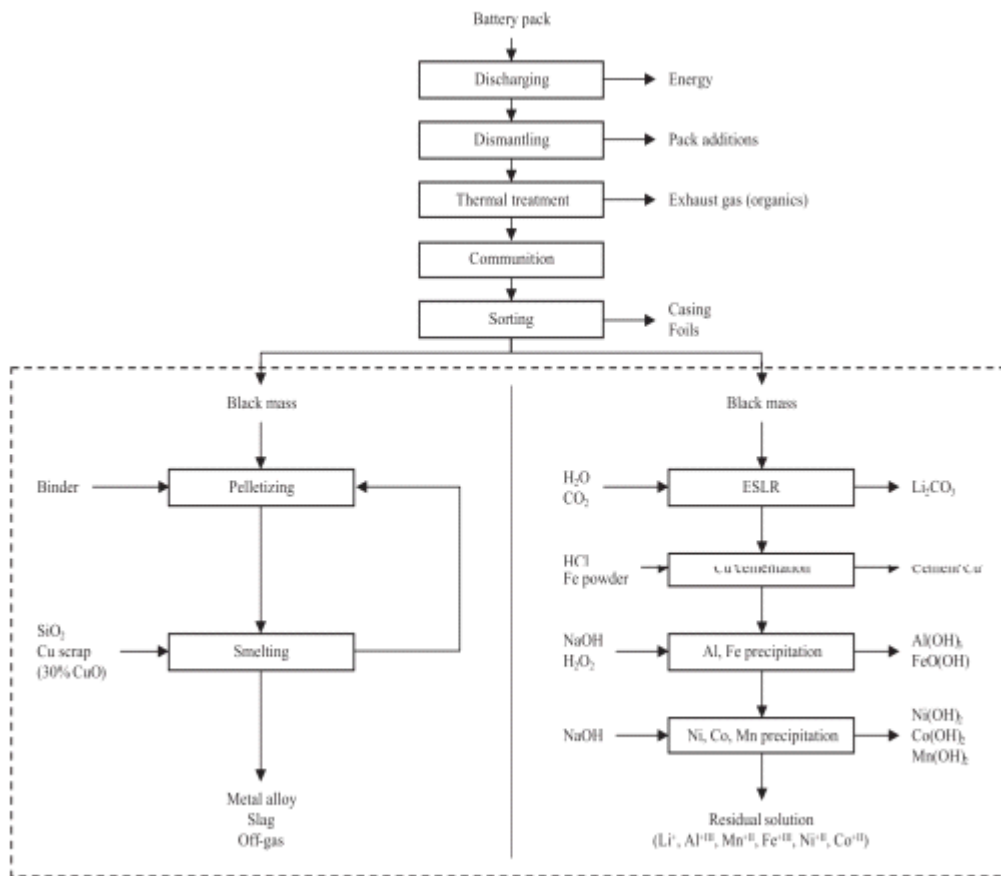 Battery pack
Discharging
Energy
Dismantling
Pack additions
Thermal treatment
Exhaust gas (organics)
Communition
Sorting
Casing
Foils
Black mass
Binder
Pelletizing
SiO₂
Cu scrap
(30% CuO)
Smelting
Metal alloy
Slag
Off-gas
Black mass
H₂O
CO₂
ESLR
Li₂CO₃
HCl
Fe powder
Cu cementation
Cement Cu
NaOH
H₂O₂
Al, Fe precipitation
Al(OH)₃
FeO(OH)
NaOH
Ni, Co, Mn precipitation
Ni(OH)₂
Co(OH)₂
Mn(OH)₂
Residual solution
(Li⁺, Al⁺ᴵᴵᴵ, Mn⁺ᴵᴵ, Fe⁺ᴵᴵᴵ, Ni⁺ᴵᴵ, Co⁺ᴵᴵ)